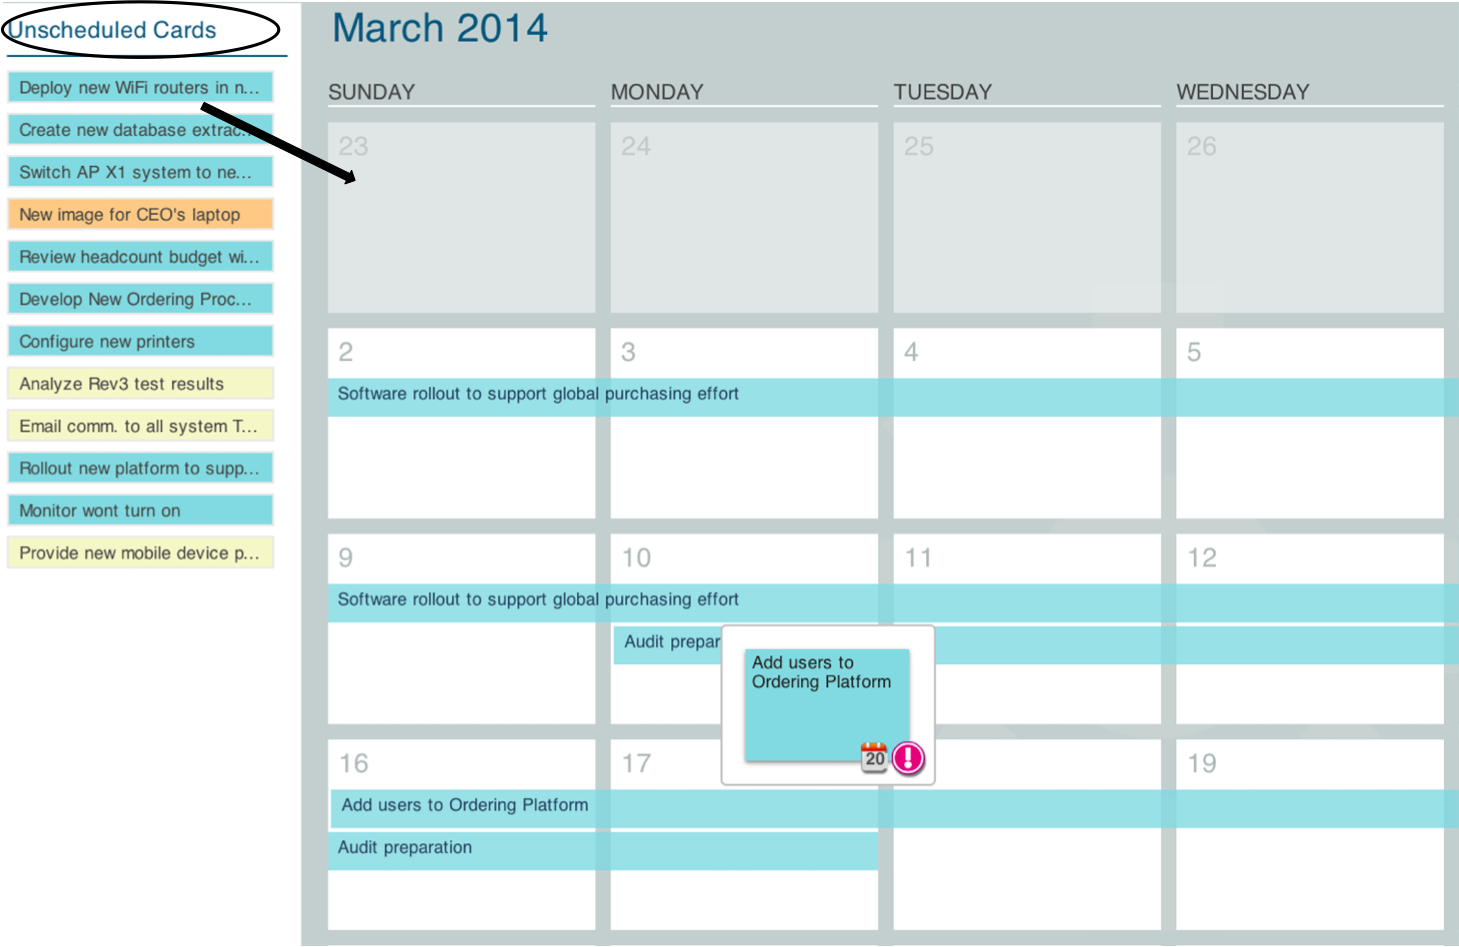 Unscheduled Cards
Deploy new WiFi routers in n...
Create new database extrac...
Switch AP X1 system to ne...
New image for CEO's laptop
Review headcount budget wi...
Develop New Ordering Proc...
Configure new printers
Analyze Rev3 test results
Email comm. to all system T...
Rollout new platform to supp...
Monitor wont turn on
Provide new mobile device p...
March 2014
SUNDAY MONDAY TUESDAY WEDNESDAY
23 24 25 26
2 3 4 5
Software rollout to support global purchasing effort
9 10 11 12
Software rollout to support global purchasing effort
Audit prepar
Add users to
Ordering Platform
20
16 17 19
Add users to Ordering Platform
Audit preparation